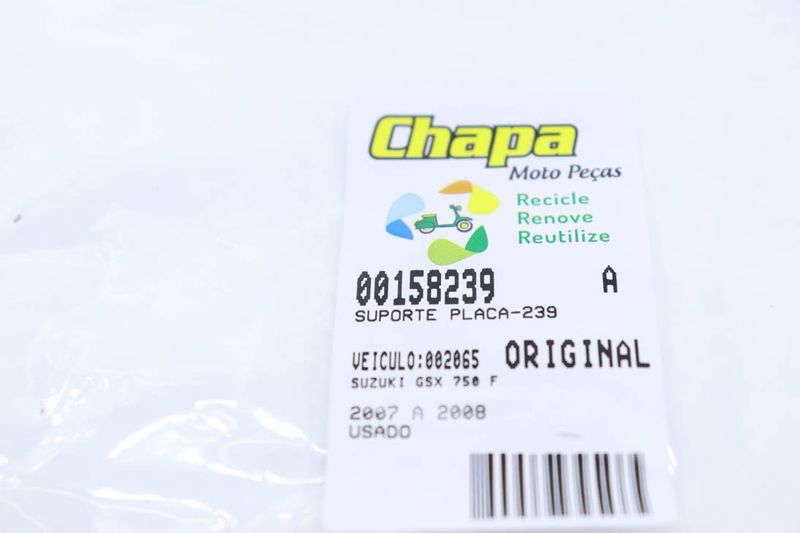 Chapa
Moto Peças
Recicle
Renove
Reutilize
00158239 A
SUPORTE PLACA-239
VEICULO:002065 ORIGINAL
SUZUKI GSX 750 F
2007 A 2008
USADO